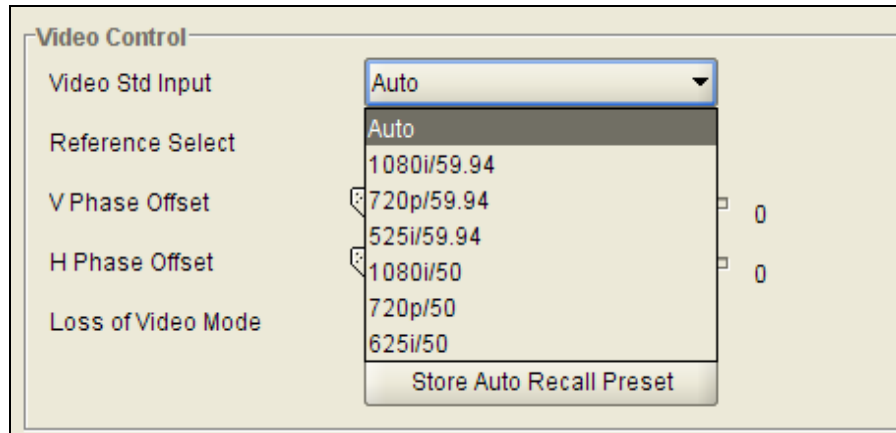 Video Control
Video Std Input
Auto
Auto
Reference Select
1080i/59.94
V Phase Offset
720p/59.94
0
525i/59.94
H Phase Offset
1080i/50
0
720p/50
Loss of Video Mode
625i/50
Store Auto Recall Preset